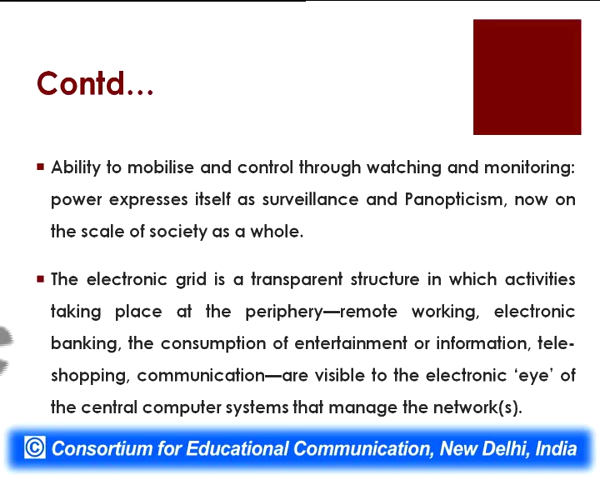 Contd...
▪ Ability to mobilise and control through watching and monitoring:
power expresses itself as surveillance and Panopticism, now on
the scale of society as a whole.
▪ The electronic grid is a transparent structure in which activities
taking place at the periphery—remote working, electronic
banking, the consumption of entertainment or information, tele-
shopping, communication—are visible to the electronic ‘eye’ of
the central computer systems that manage the network(s).
© Consortium for Educational Communication, New Delhi, India